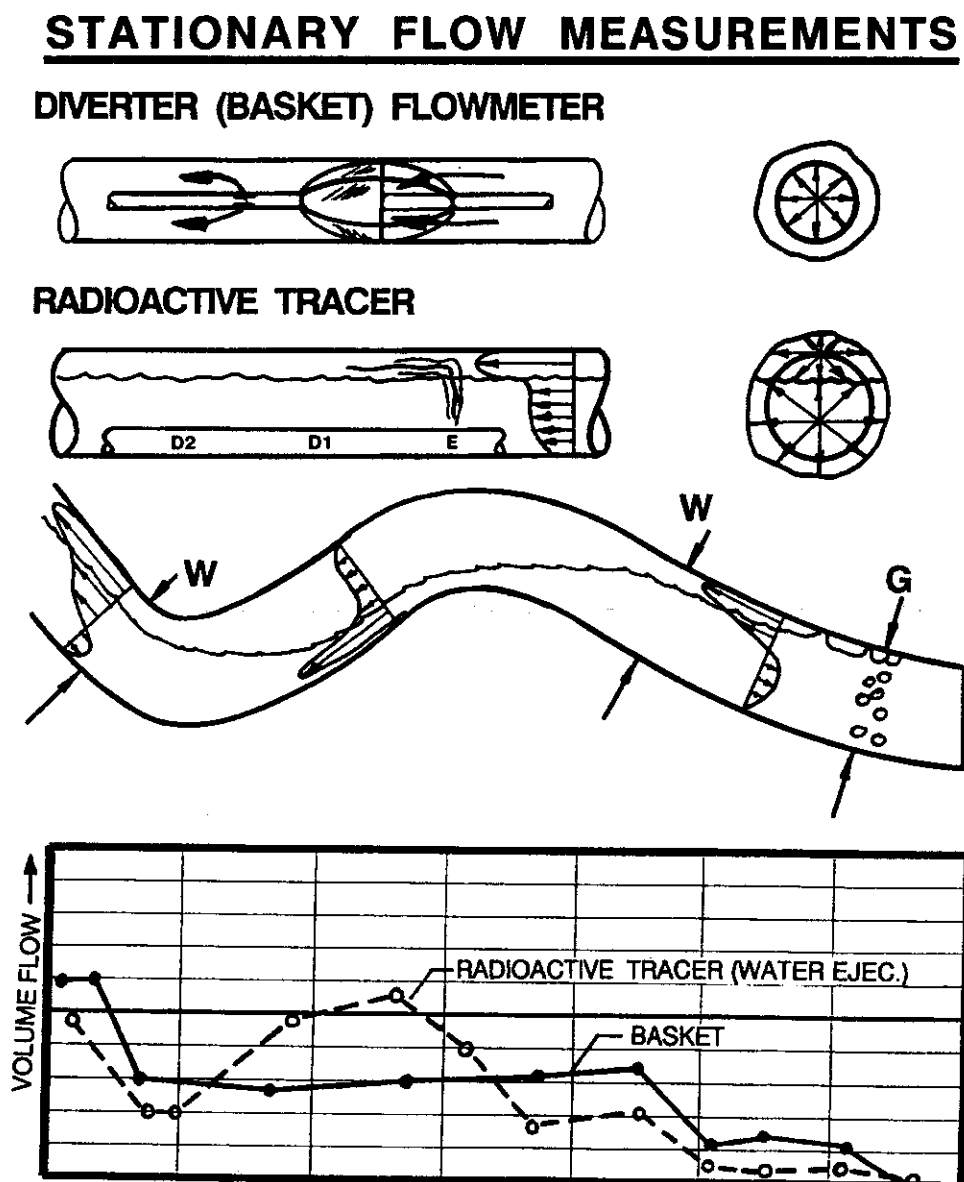 STATIONARY FLOW MEASUREMENTS
DIVERTER (BASKET) FLOWMETER
RADIOACTIVE TRACER
D2 D1 E
W
W
G
VOLUME FLOW
RADIOACTIVE TRACER (WATER EJEC.)
BASKET